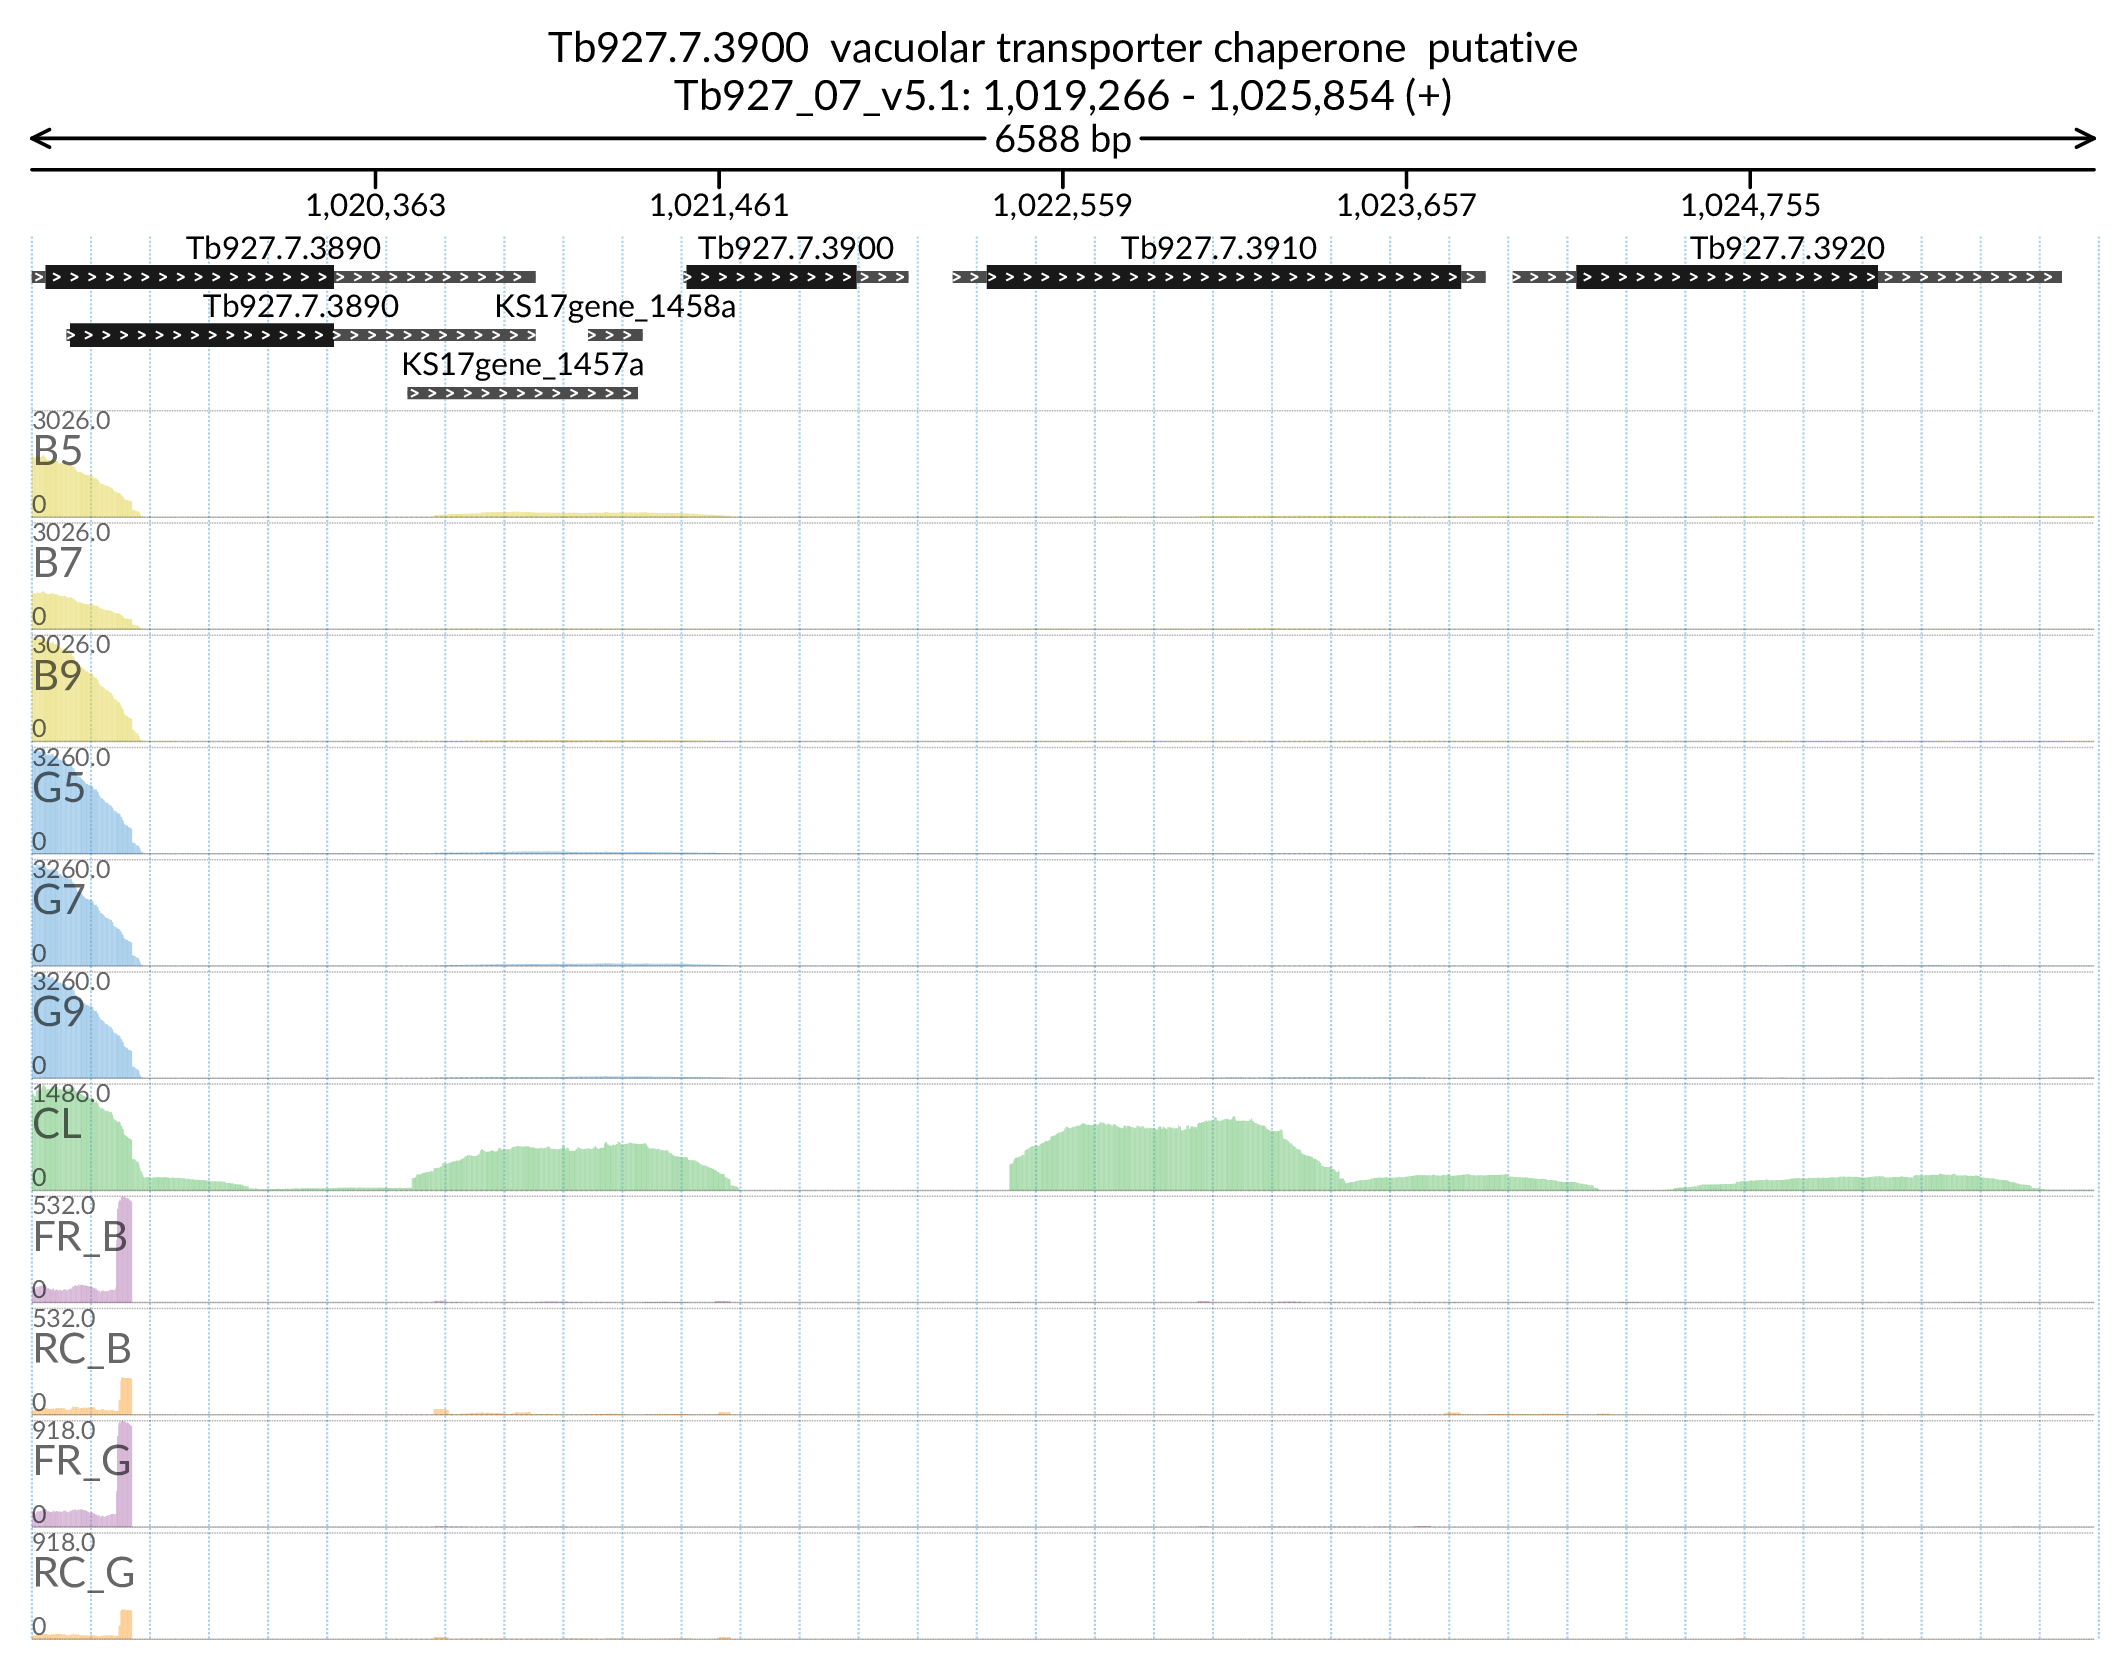 Tb927.7.3900 vacuolar transporter chaperone putative
Tb927_07_v5.1: 1,019,266 - 1,025,854 (+)
6588 bp
1,020,363 1,021,461 1,022,559 1,023,657 1,024,755
Tb927.7.3890 Tb927.7.3900 Tb927.7.3910 Tb927.7.3920
Tb927.7.3890 KS17gene_1458a
KS17gene_1457a
3026.0
B5
0
3026.0
B7
0
3026.0
B9
0
3260.0
G5
0
3260.0
G7
0
3260.0
G9
0
1486.0
CL
0
532.0
FR_B
0
532.0
RC_B
0
918.0
FR_G
0
918.0
RC_G
0